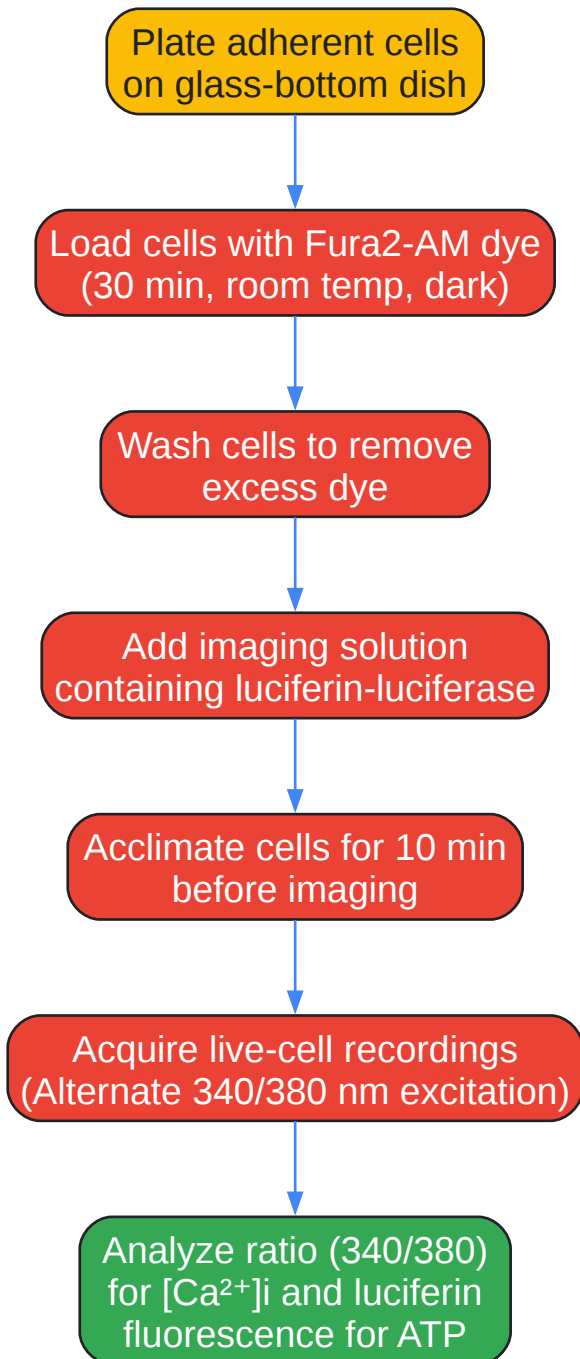 Plate adherent cells
on glass-bottom dish
Load cells with Fura2-AM dye
(30 min, room temp, dark)
Wash cells to remove
excess dye
Add imaging solution
containing luciferin-luciferase
Acclimate cells for 10 min
before imaging
Acquire live-cell recordings
(Alternate 340/380 nm excitation)
Analyze ratio (340/380)
for [Ca²⁺]i and luciferin
fluorescence for ATP